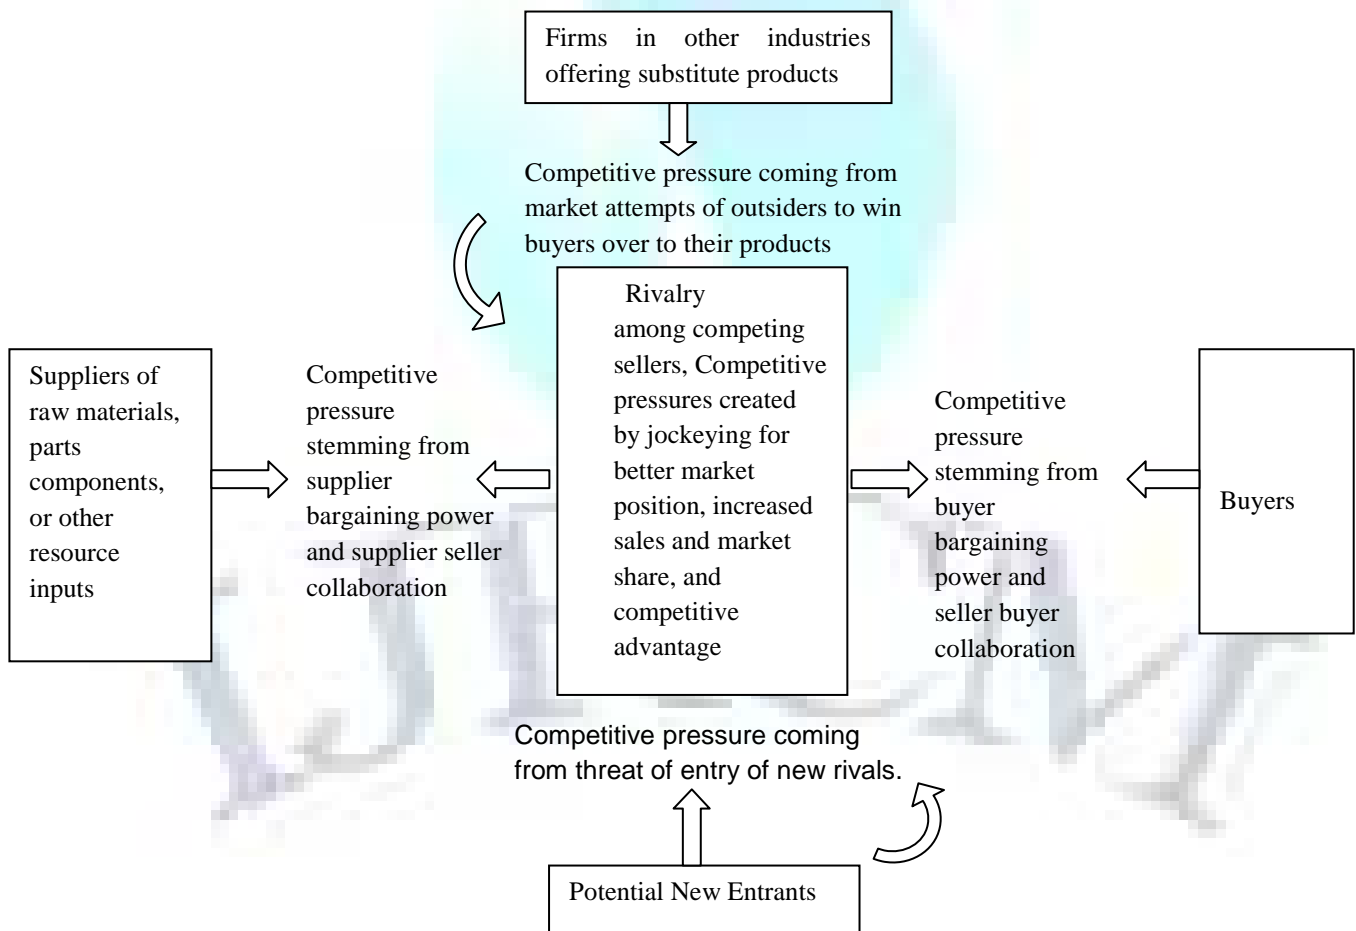 Firms in other industries
offering substitute products
Competitive pressure coming from
market attempts of outsiders to win
buyers over to their products
Suppliers of
raw materials,
parts
components,
or other
resource
inputs
Competitive
pressure
stemming from
supplier
bargaining power
and supplier seller
collaboration
Rivalry
among competing
sellers, Competitive
pressures created
by jockeying for
better market
position, increased
sales and market
share, and
competitive
advantage
Competitive
pressure
stemming from
buyer
bargaining
power and
seller buyer
collaboration
Buyers
Competitive pressure coming
from threat of entry of new rivals.
Potential New Entrants